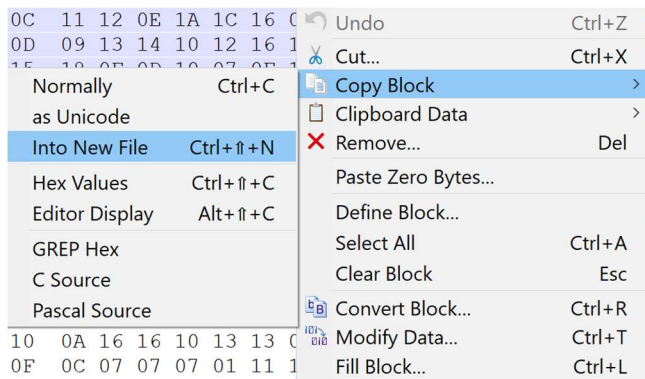 0C 11 12 0E 1A 1C 16
0D 09 13 14 10 12 16 1
Undo Ctrl+Z
Cut... Ctrl+X
Copy Block >
Clipboard Data >
Remove... Del
Paste Zero Bytes...
Define Block...
Select All Ctrl+A
Clear Block Esc
Convert Block... Ctrl+R
Modify Data... Ctrl+T
Fill Block... Ctrl+L
Normally Ctrl+C
as Unicode
Into New File Ctrl+⇧+N
Hex Values Ctrl+⇧+C
Editor Display Alt+⇧+C
GREP Hex
C Source
Pascal Source
10 0A 16 16 10 13 13
0F 0C 07 07 07 01 11 1